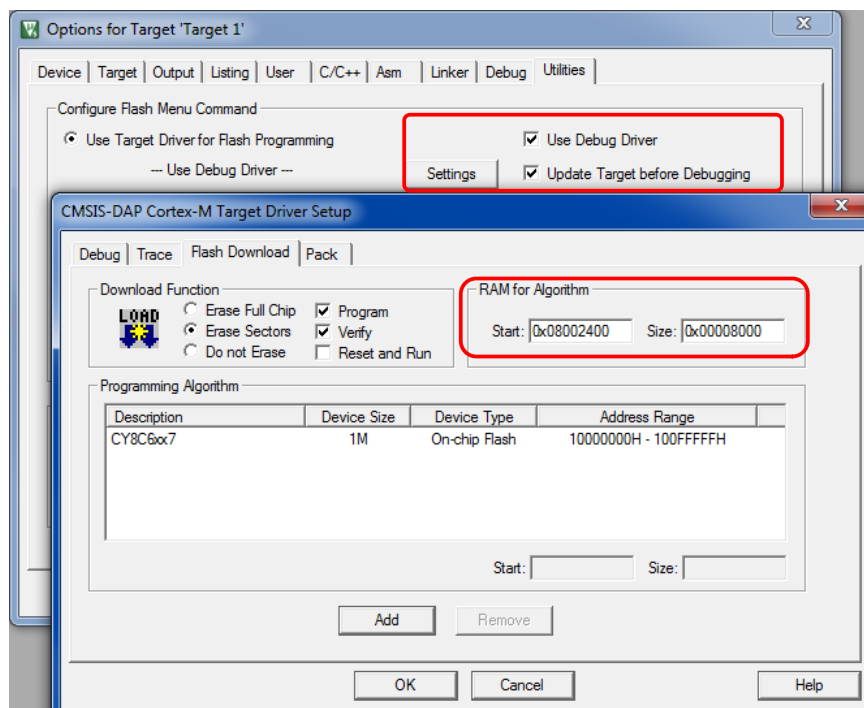 Options for Target 'Target 1'
Device Target Output Listing User C/C++ Asm Linker Debug Utilities
Configure Flash Menu Command
Use Target Driver for Flash Programming Use Debug Driver
--- Use Debug Driver --- Settings Update Target before Debugging
CMSIS-DAP Cortex-M Target Driver Setup
Debug Trace Flash Download Pack
Download Function RAM for Algorithm
LOAD Erase Full Chip Program
Erase Sectors Verify Start: 0x08002400 Size: 0x00008000
Do not Erase Reset and Run
Programming Algorithm
Description Device Size Device Type Address Range
CY8C6xx7 1M On-chip Flash 10000000H - 100FFFFFH
Start: Size:
Add Remove
OK Cancel Help